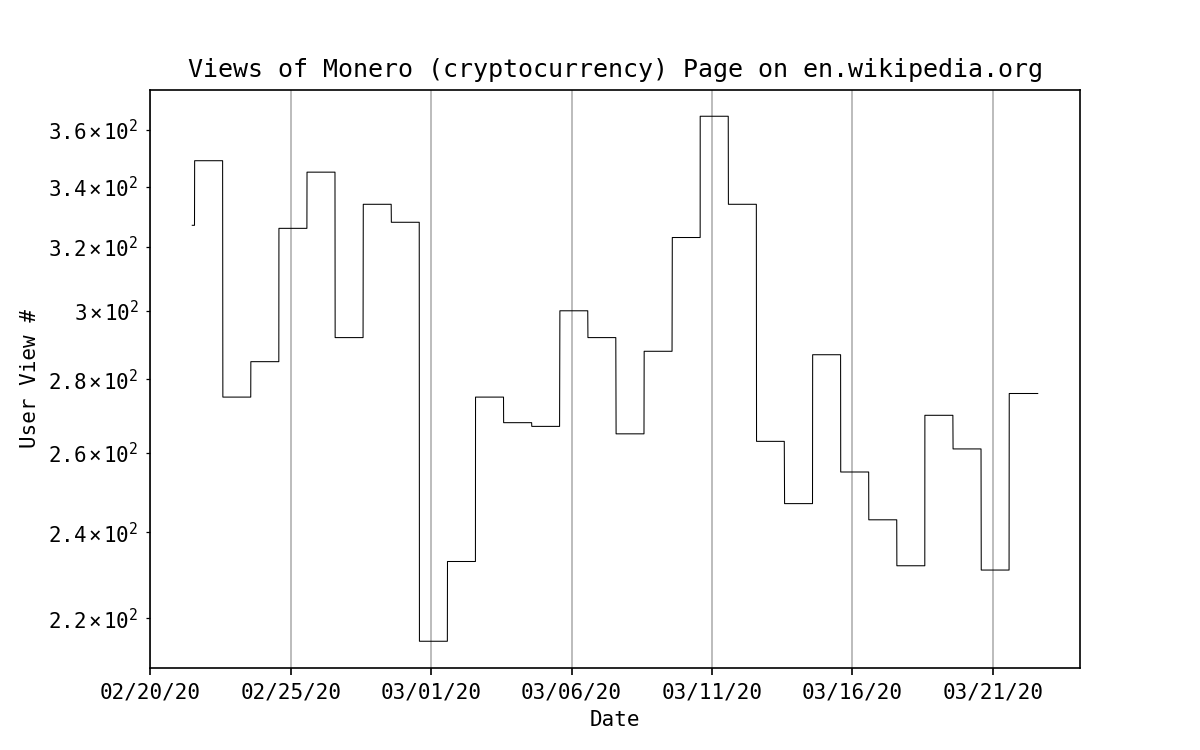 Views of Monero (cryptocurrency) Page on en.wikipedia.org
3.6×10²
3.4×10²
3.2×10²
3×10²
2.8×10²
2.6×10²
2.4×10²
2.2×10²
User View #
02/20/20 02/25/20 03/01/20 03/06/20 03/11/20 03/16/20 03/21/20
Date